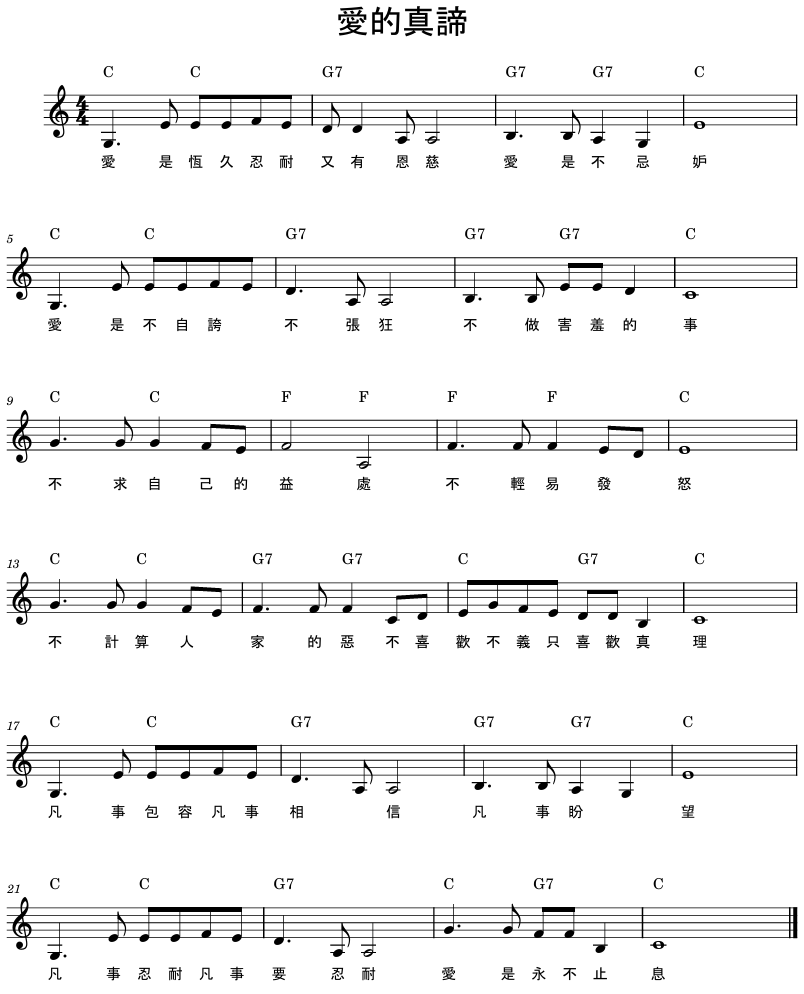 愛的真諦
C C G7 G7 G7 C
4
4
愛 是 恆 久 忍 耐 又 有 恩 慈 愛 是 不 忌 妒
5
C C G7 G7 G7 C
愛 是 不 自 誇 不 張 狂 不 做 害 羞 的 事
9
C C F F F F C
不 求 自 己 的 益 處 不 輕 易 發 怒
13
C C G7 G7 C G7 C
不 計 算 人 家 的 惡 不 喜 歡 不 義 只 喜 歡 真 理
17
C C G7 G7 G7 C
凡 事 包 容 凡 事 相 信 凡 事 盼 望
21
C C G7 C G7 C
凡 事 忍 耐 凡 事 要 忍 耐 愛 是 永 不 止 息